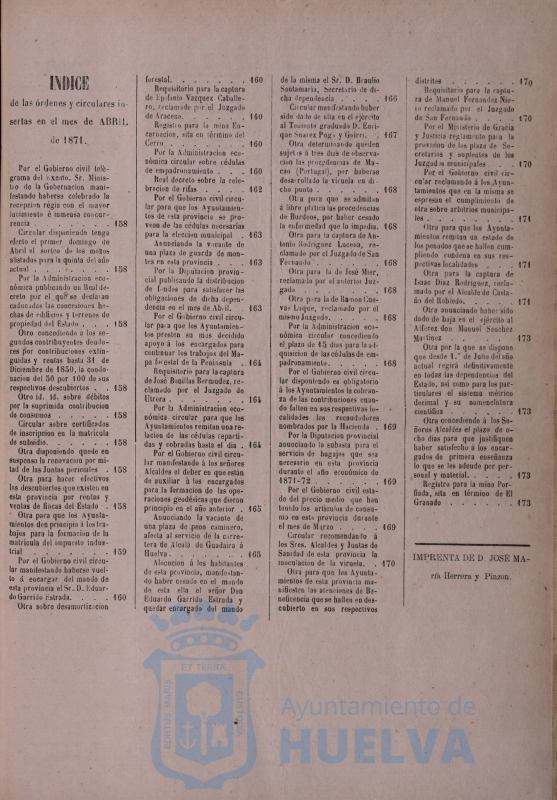 INDICE
de las órdenes y circulares in-
sertas en el mes de ABRIL
de 1871.
Por el Gobierno civil telé-
grama del Excmo. Sr. Minis-
tro de la Gobernacion mani-
festando haberse celebrado la
recepcion régia con el mayor
lucimiento é inmensa concur-
rencia . . . . . . 158
Circular disponiendo tenga
efecto el primer domingo de
Abril el sorteo de los mozos
alistados para la quinta del año
actual . . . . . . 158
Por la Administracion eco-
nómica publicando un Real de-
creto por el que se declaran
caducadas las concesiones he-
chas de edificios y terrenos de
propiedad del Estado . . . 158
Otro concediendo a los se-
gundos contribuyentes deudo-
res por contribuciones extin-
guidas y rentas hasta 31 de
Diciembre de 1850, la condo-
nacion del 50 por 100 de sus
respectivos descubiertos . . 158
Otro id. id. sobre débitos
por la suprimida contribucion
de consumos . . . . 158
Circular sobre certificados
de inscripcion en la matricula
de subsidio. . . . . 158
Otra disponiendo quede en
suspenso la renovacion por mi-
tad de las Juntas periciales . 158
Otra para hacer efectivos
los descubiertos que existen en
esta provincia por rentas y
ventas de fincas del Estado . 158
Otra para que los Ayunta-
mientos den principio á los tra-
bajos para la formacion de la
matrícula del impuesto indus-
trial . . . . . . 159
Por el Gobierno civil circu-
lar manifestando haberse vuel-
to á encargar del mando de
esta provincia el Sr. D. Eduar-
do Garrido Estrada. . . . 160
Otra sobre desamortizacion
forestal. . . . . . 160
Requisitorio para la captura
de Epifanio Vazquez Caballe-
ro, reclamado por el Juzgado
de Aracena. . . . . 160
Registro para la mina En-
carnacion, sita en término del
Cerro . . . . . . 160
Por la Administracion eco-
nómica circular sobre cédulas
de empadronamiento . . . 160
Real decreto sobre la cele-
bracion de rifas . . . . 162
Por el Gobierno civil circu-
lar para que los Ayuntamien-
tos de esta provincia se pro-
vean de las cédulas necesarias
para la eleccion municipal . 163
Anunciando la vacante de
una plaza de guarda de mon-
tes en esta provincia . . . 163
Por la Diputacion provin-
cial publicando la distribucion
de fondos para satisfacer las
obligaciones de dicha depen-
dencia en el mes de Abril. . 163
Por el Gobierno civil circu-
lar para que los Ayuntamien-
tos presten su más decidido
apoyo á los encargados para
continuar los trabajos del Ma-
pa forestal de la Península . 164
Requisitorio para la captura
de José Bonillas Bermudez, re-
clamado por el Juzgado de
Utrera . . . . . . 164
Por la Administracion eco-
nómica circular para que los
Ayuntamientos remitan una re-
lacion de las cédulas reparti-
das y cobradas hasta el dia . 164
Por el Gobierno civil circu-
lar manifestando á los señores
Alcaldes el deber en que están
de auxiliar á los encargados
para la formacion de las ope-
raciones geodésicas que dieron
principio en el año anterior . 165
Anunciando la vacante de
una plaza de peon caminero,
afecta al servicio de la carre-
tera de Alcalá de Guadaira á
Huelva. . . . . . 165
Alocucion á los habitantes
de esta provincia, manifestan-
do haber cesado en el mando
de esta ella el señor Don
Eduardo Garrido Estrada y
quedar encargado del mando
de la misma el Sr. D. Braulio
Santamaria, Secretario de di-
cha dependencia . . . . 166
Circular manifestando haber
sido dado de alta en el ejército
al Teniente graduado D. Enri-
que Suarez Pug y Guirri. . 167
Otra determinando queden
sujetos á tres dias de observa-
cion las procedencias de Ma-
cao (Portugal), por haberse
desarrollado la viruela en di-
cho punto . . . . . 168
Otra para que se admitan
á libre plática las procedencias
de Burdeos, por haber cesado
la enfermedad que lo impedia. 168
Otra para la captura de An-
tonio Rodriguez Lucena, re-
clamado por el Juzgado de San
Fernando . . . . . 168
Otra para la de José Mier,
reclamado por el anterior Juz-
gado . . . . . . 168
Otra para la de Ramon Cue-
vas Luque, reclamado por el
mismo Juzgado. . . . . 168
Por la Administracion eco-
nómica circular concediendo
el plazo de 15 dias para la ad-
quisicion de las cédulas de em-
padronamiento. . . . . 168
Por el Gobierno civil circu-
lar disponiendo es obligatoria
á los Ayuntamientos la cobran-
za de las contribuciones cuan-
do falten en sus respectivas lo-
calidades los recaudadores
nombrados por la Hacienda . 169
Por la Diputacion provincial
anunciando la subasta para el
servicio de bagajes que sea
necesario en esta provincia
durante el año económico de
1871-72 . . . . . 169
Por el Gobierno civil esta-
do del precio medio que han
tenido los artículos de consu-
mo en esta provincia durante
el mes de Marzo . . . . 169
Circular recomendando á
los Sres. Alcaldes y Juntas de
Sanidad de esta provincia la
inoculacion de la viruela. . 170
Otra para que los Ayunta-
mientos de esta provincia ma-
nifiesten las atenciones de Be-
neficencia que se hallen en des-
cubierto en sus respectivos
distritos . . . . . 170
Requisitorio para la captu-
ra de Manuel Fernandez Nie-
to reclamado por el Juzgado
de San Fernando . . . . 170
Por el Ministerio de Gracia
y Justicia reglamento para la
provision de las plazas de Se-
cretarios y suplentes de los
Juzgados municipales . . . 170
Por el Gobierno civil cir-
cular reclamando á los Ayun-
tamientos que en la misma se
expresan el cumplimiento de
otra sobre arbitrios municipa-
les . . . . . . . 171
Otra para que los Ayunta-
mientos remitan un estado de
los penados que se hallen cum-
pliendo condena en sus res-
pectivas localidades . . . 171
Otra para la captura de
Isaac Diaz Rodriguez, recla-
mado por el Alcalde de Casta-
ño del Robledo. . . . . 171
Otra anunciando haber sido
dado de baja en el ejército al
Alferez don Manuel Sanchez
Martinez . . . . . 173
Otra por la que se dispone
que desde 1.º de Julio del año
actual regirá definitivamente
en todas las dependencias del
Estado, asi como para los par-
ticulares el sistema métrico
decimal y su nomenclatura
científica . . . . . 173
Otra concediendo á los Se-
ñores Alcaldes el plazo de o-
cho dias para que justifiquen
haber satisfecho á los encar-
gados de primera enseñanza
lo que se les adeude por per-
sonal y material. . . . . 173
Registro para la mina Por-
fiada, sita en término de El
Granado . . . . . 173
IMPRENTA DE D JOSÉ MA-
ría Herrera y Pinzon.
PORTUS MARIS
ET TERRÆ
CUSTODIA
Ayuntamiento de
HUELVA